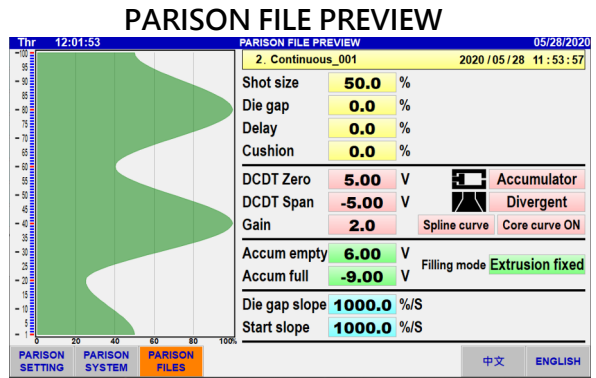 PARISON FILE PREVIEW
Thr 12:01:53 PARISON FILE PREVIEW 05/28/2020
2. Continuous_001 2020/05/28 11:53:57
Shot size 50.0 %
Die gap 0.0 %
Delay 0.0 %
Cushion 0.0 %
DCDT Zero 5.00 V Accumulator
DCDT Span -5.00 V Divergent
Gain 2.0 Spline curve Core curve ON
Accum empty 6.00 V
Filling mode Extrusion fixed
Accum full -9.00 V
Die gap slope 1000.0 %/S
Start slope 1000.0 %/S
100
95
90
85
80
75
70
65
60
55
50
45
40
35
30
25
20
15
10
5
1
0 20 40 60 80 100%
PARISON SETTING
PARISON SYSTEM
PARISON FILES
中文
ENGLISH